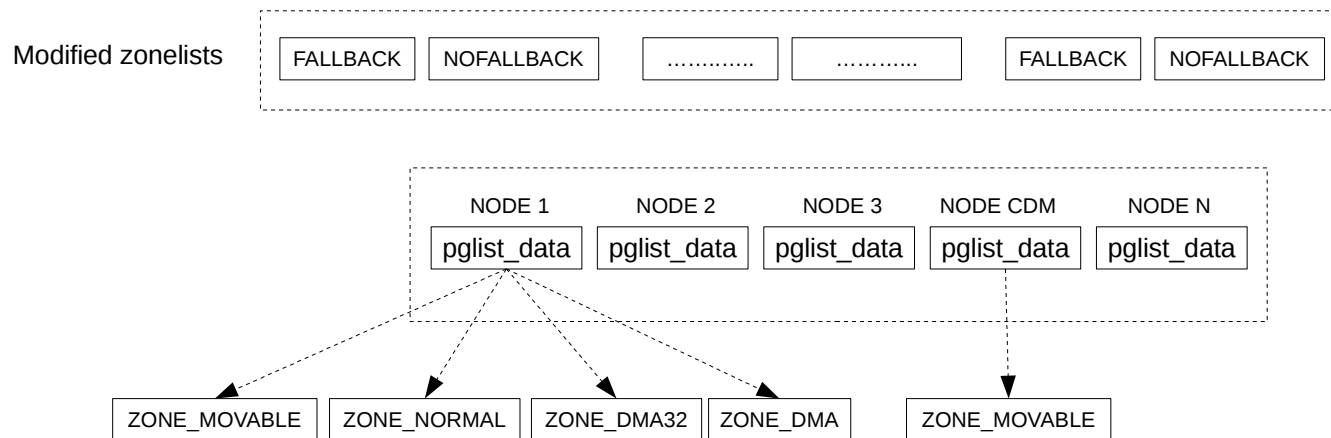 Modified zonelists
FALLBACK NOFALLBACK …….….. ………... FALLBACK NOFALLBACK
NODE 1 NODE 2 NODE 3 NODE CDM NODE N
pglist_data pglist_data pglist_data pglist_data pglist_data
ZONE_MOVABLE ZONE_NORMAL ZONE_DMA32 ZONE_DMA ZONE_MOVABLE